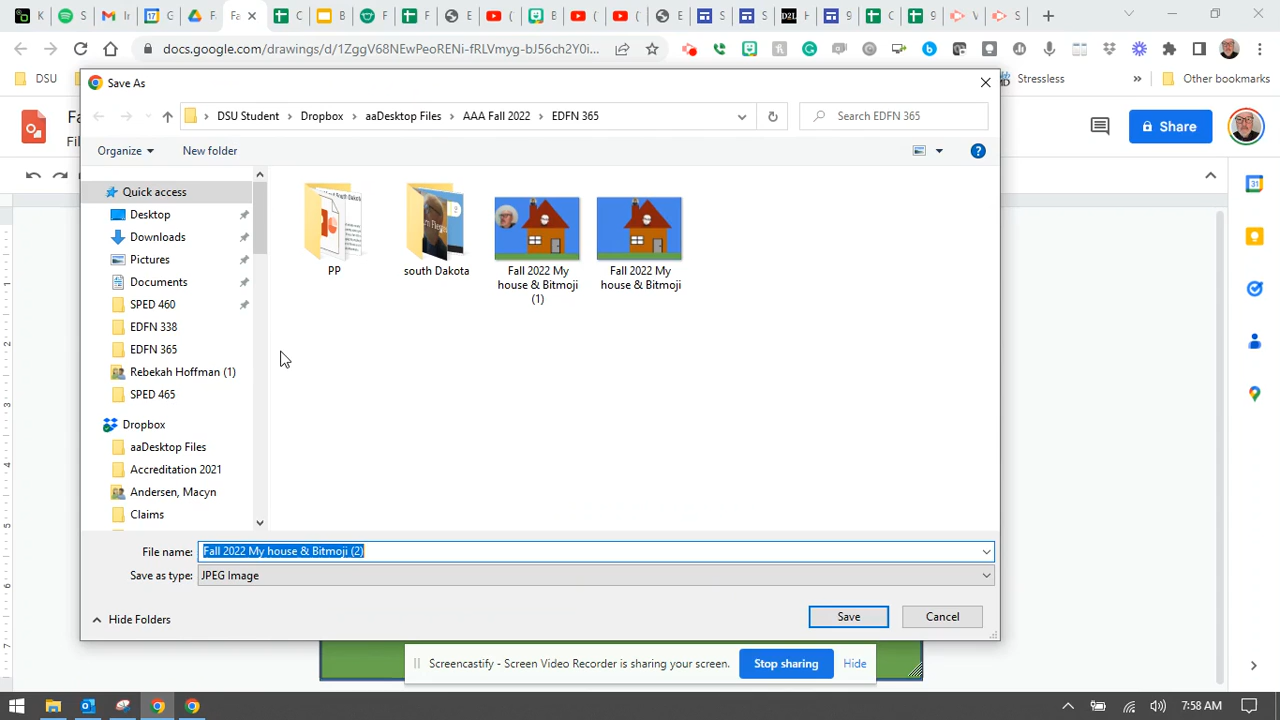 Fa
docs.google.com/drawings/d/1ZggV68NEwPeoRENi-fRLVmyg-bJ56ch2Y0i...
DSU
Stressless
»
Other bookmarks
Fa
Fil
Share
Save As
DSU Student > Dropbox > aaDesktop Files > AAA Fall 2022 > EDFN 365
Search EDFN 365
Organize
New folder
Quick access
Desktop
Downloads
Pictures
Documents
SPED 460
EDFN 338
EDFN 365
Rebekah Hoffman (1)
SPED 465
Dropbox
aaDesktop Files
Accreditation 2021
Andersen, Macyn
Claims
PP
south Dakota
Fall 2022 My
house & Bitmoji
(1)
Fall 2022 My
house & Bitmoji
File name:
Fall 2022 My house & Bitmoji (2)
Save as type:
JPEG Image
Hide Folders
Save
Cancel
Screencastify - Screen Video Recorder is sharing your screen.
Stop sharing
Hide
7:58 AM